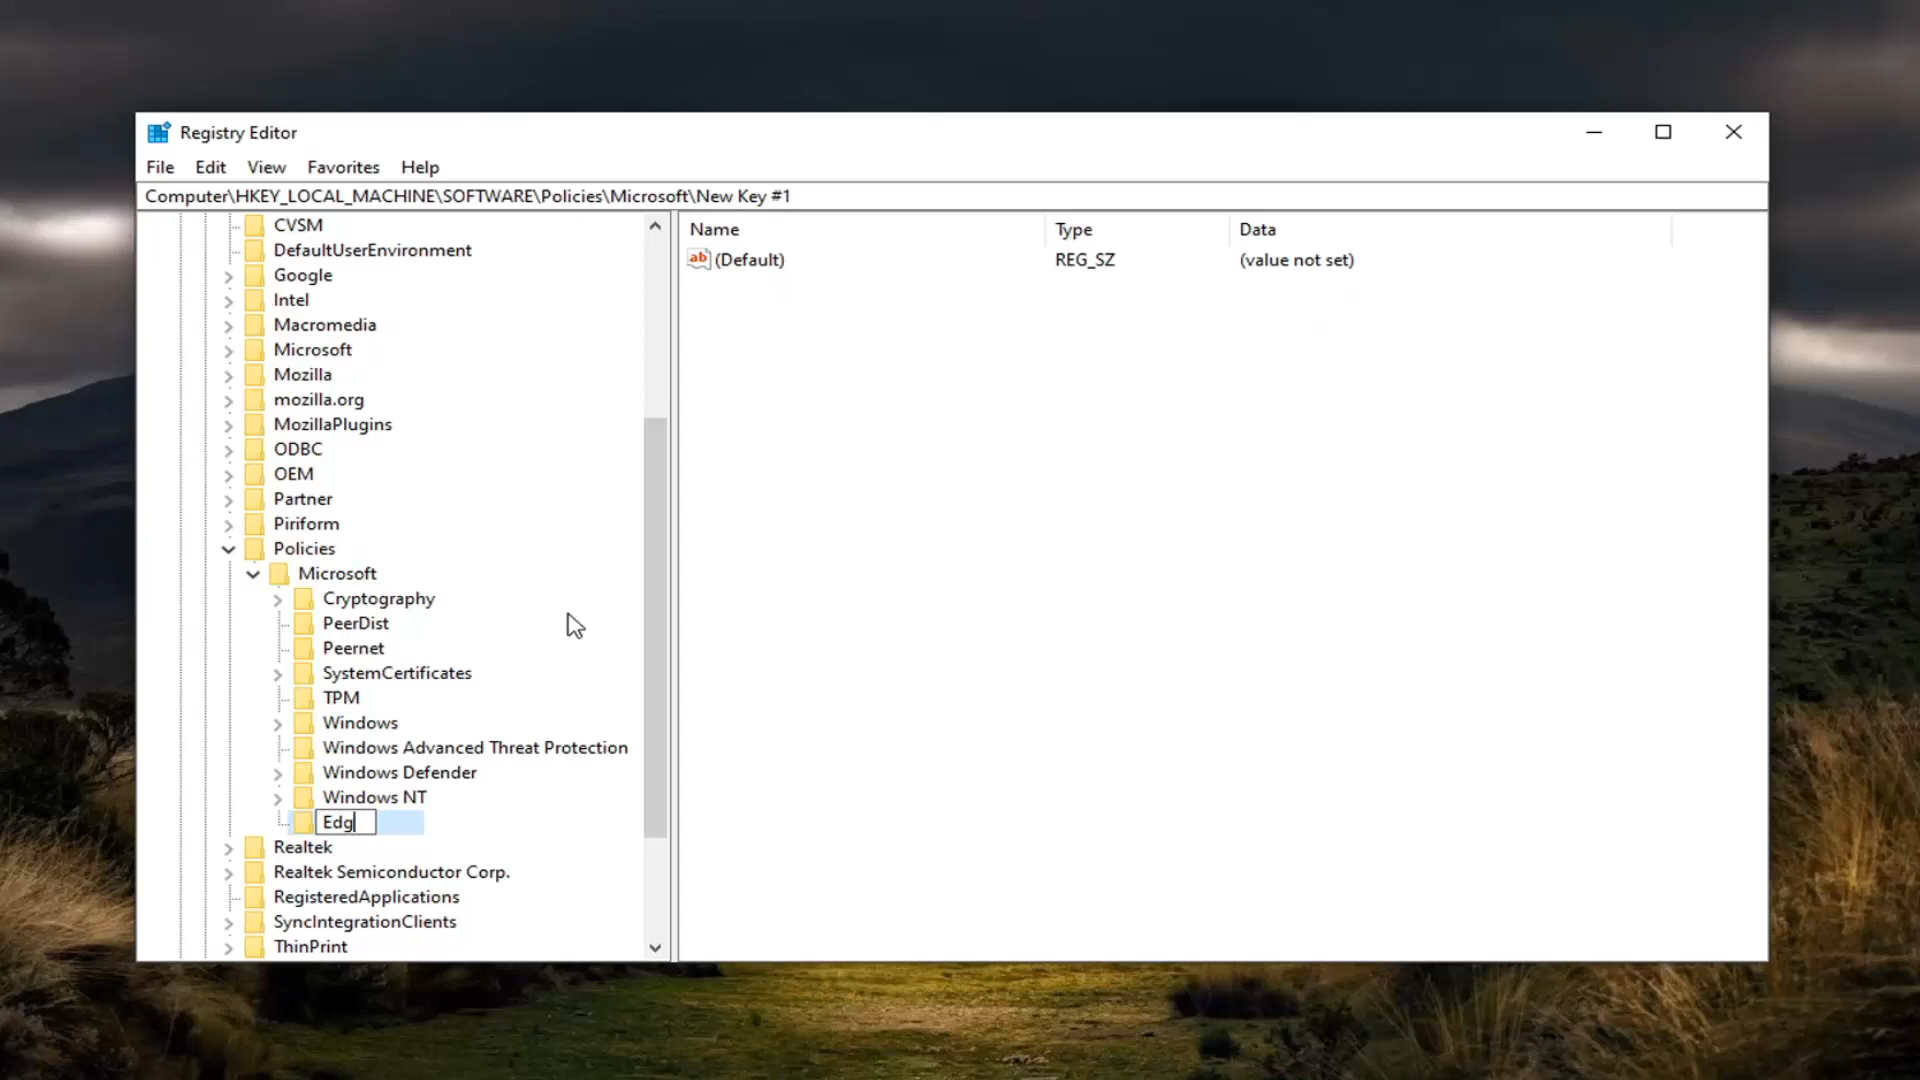 Registry Editor
File Edit View Favorites Help
Computer\HKEY_LOCAL_MACHINE\SOFTWARE\Policies\Microsoft\New Key #1
CVSM
DefaultUserEnvironment
Google
Intel
Macromedia
Microsoft
Mozilla
mozilla.org
MozillaPlugins
ODBC
OEM
Partner
Piriform
Policies
Microsoft
Cryptography
PeerDist
Peernet
SystemCertificates
TPM
Windows
Windows Advanced Threat Protection
Windows Defender
Windows NT
Edg
Realtek
Realtek Semiconductor Corp.
RegisteredApplications
SyncIntegrationClients
ThinPrint
Name Type Data
ab (Default) REG_SZ (value not set)